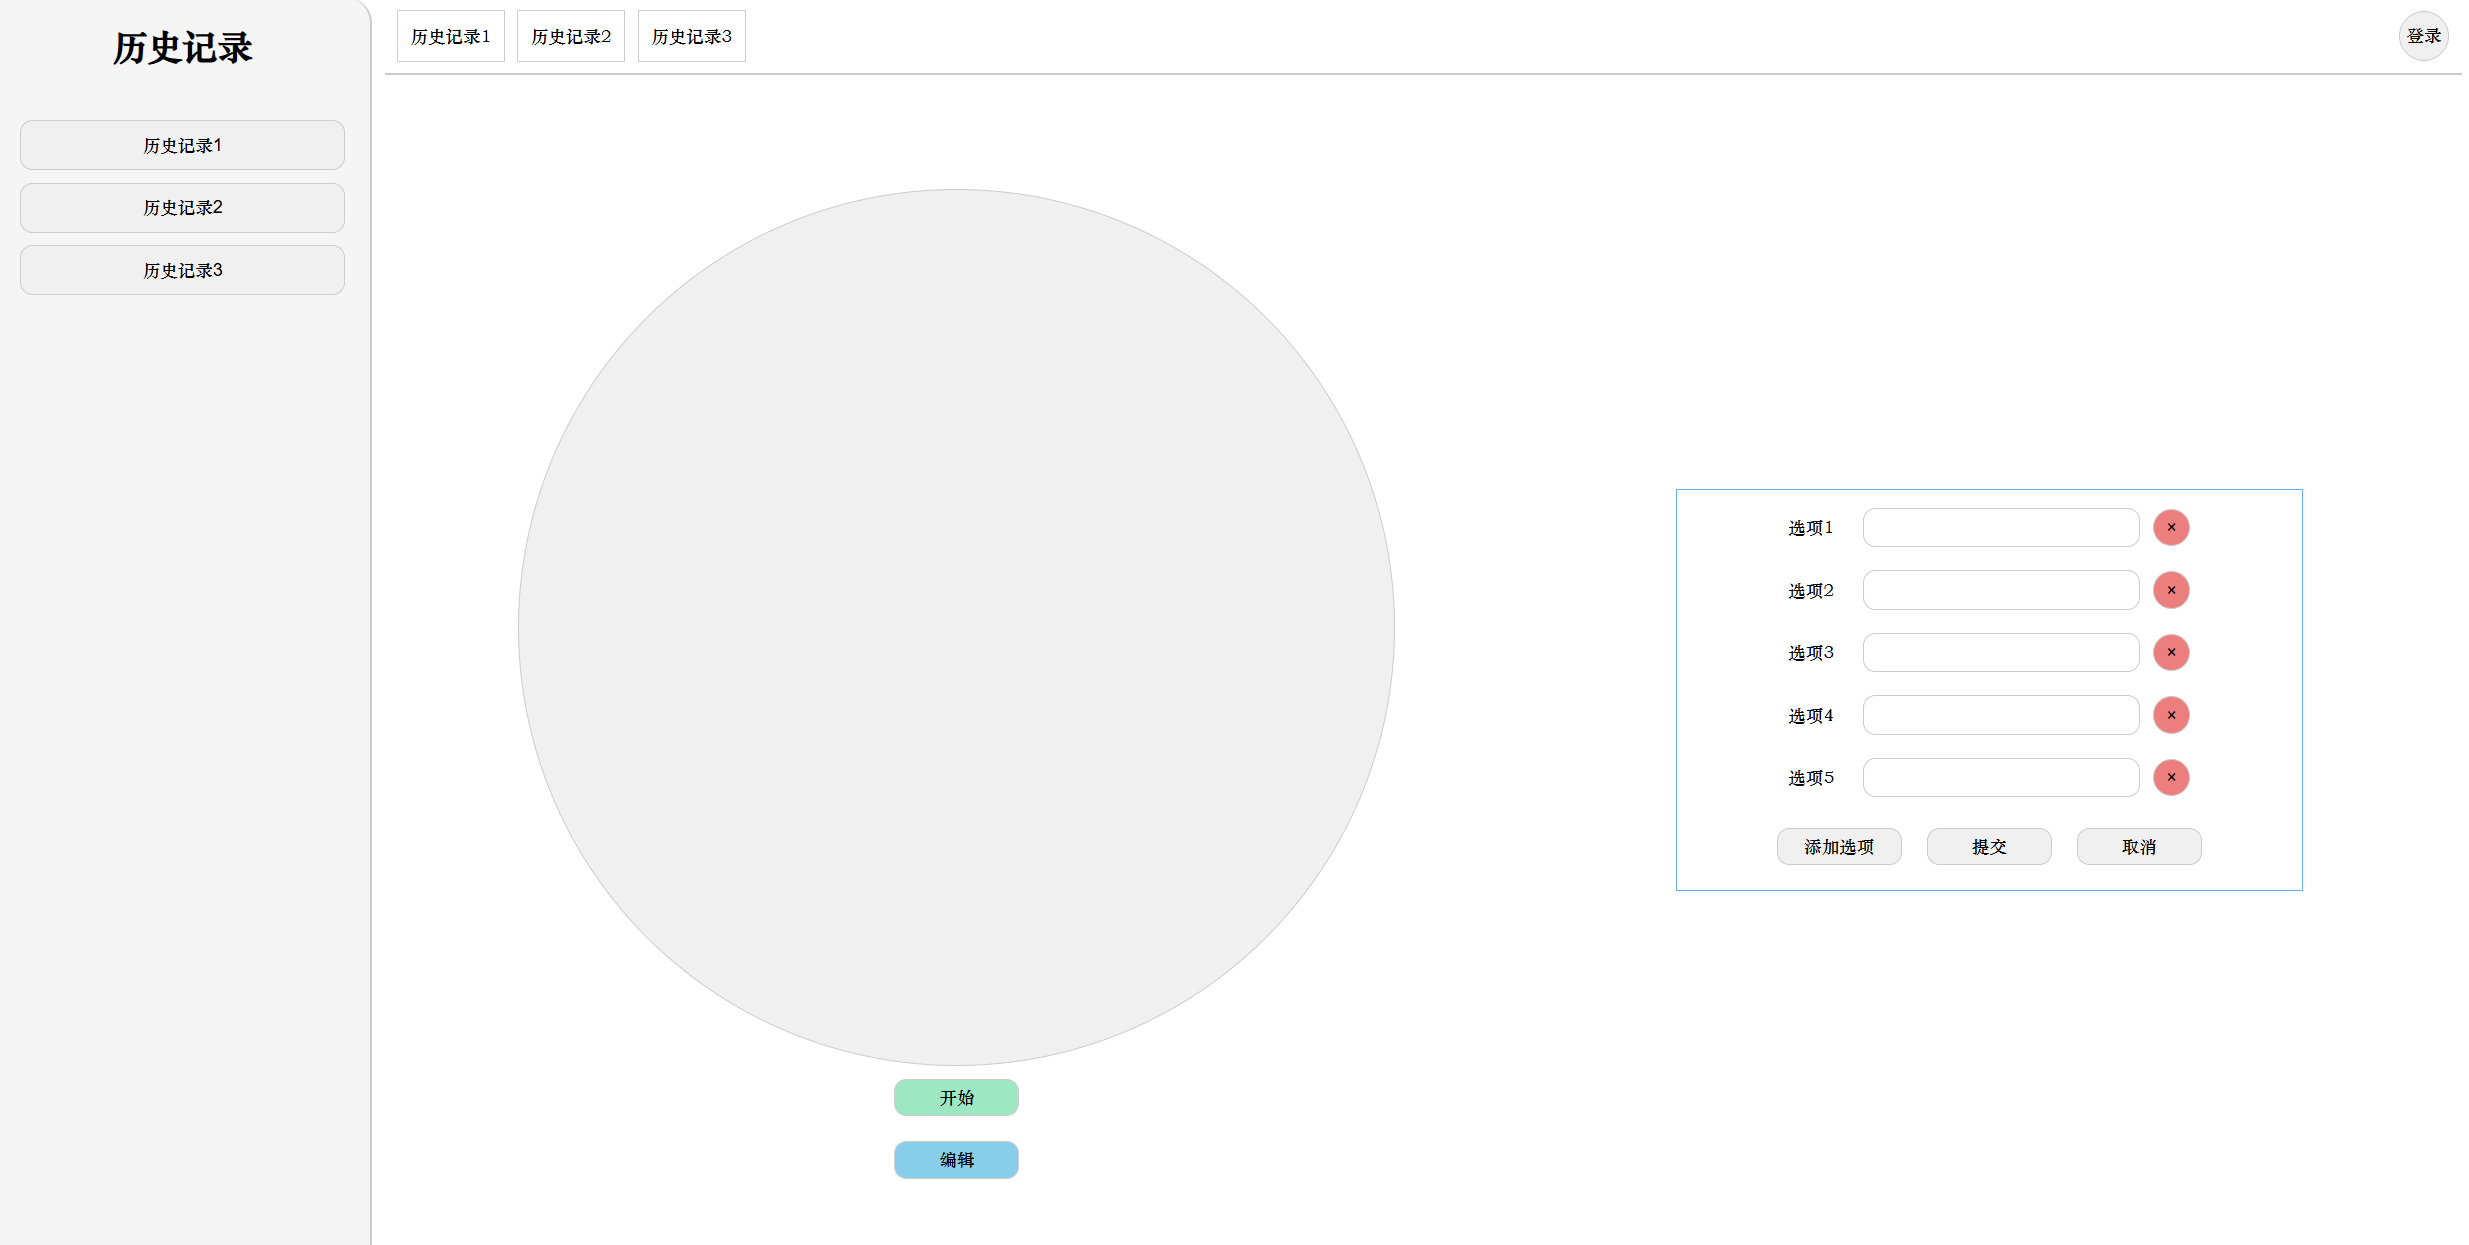 历史记录
历史记录1
历史记录2
历史记录3
历史记录1 历史记录2 历史记录3 登录
开始
编辑
选项1 ×
选项2 ×
选项3 ×
选项4 ×
选项5 ×
添加选项 提交 取消